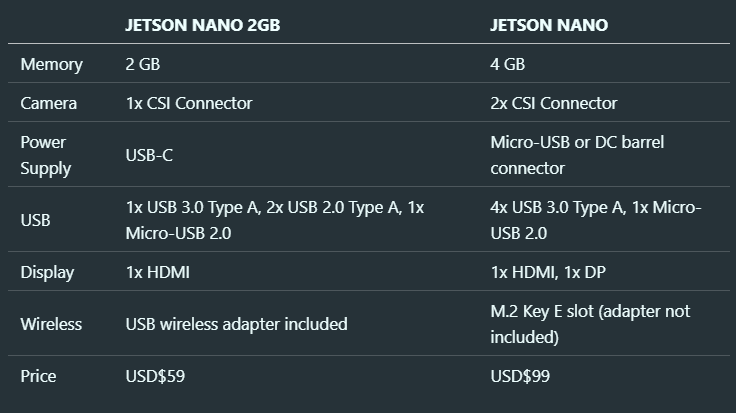 JETSON NANO 2GB JETSON NANO
Memory 2 GB 4 GB
Camera 1x CSI Connector 2x CSI Connector
Power Supply USB-C Micro-USB or DC barrel connector
USB 1x USB 3.0 Type A, 2x USB 2.0 Type A, 1x Micro-USB 2.0 4x USB 3.0 Type A, 1x Micro-USB 2.0
Display 1x HDMI 1x HDMI, 1x DP
Wireless USB wireless adapter included M.2 Key E slot (adapter not included)
Price USD$59 USD$99